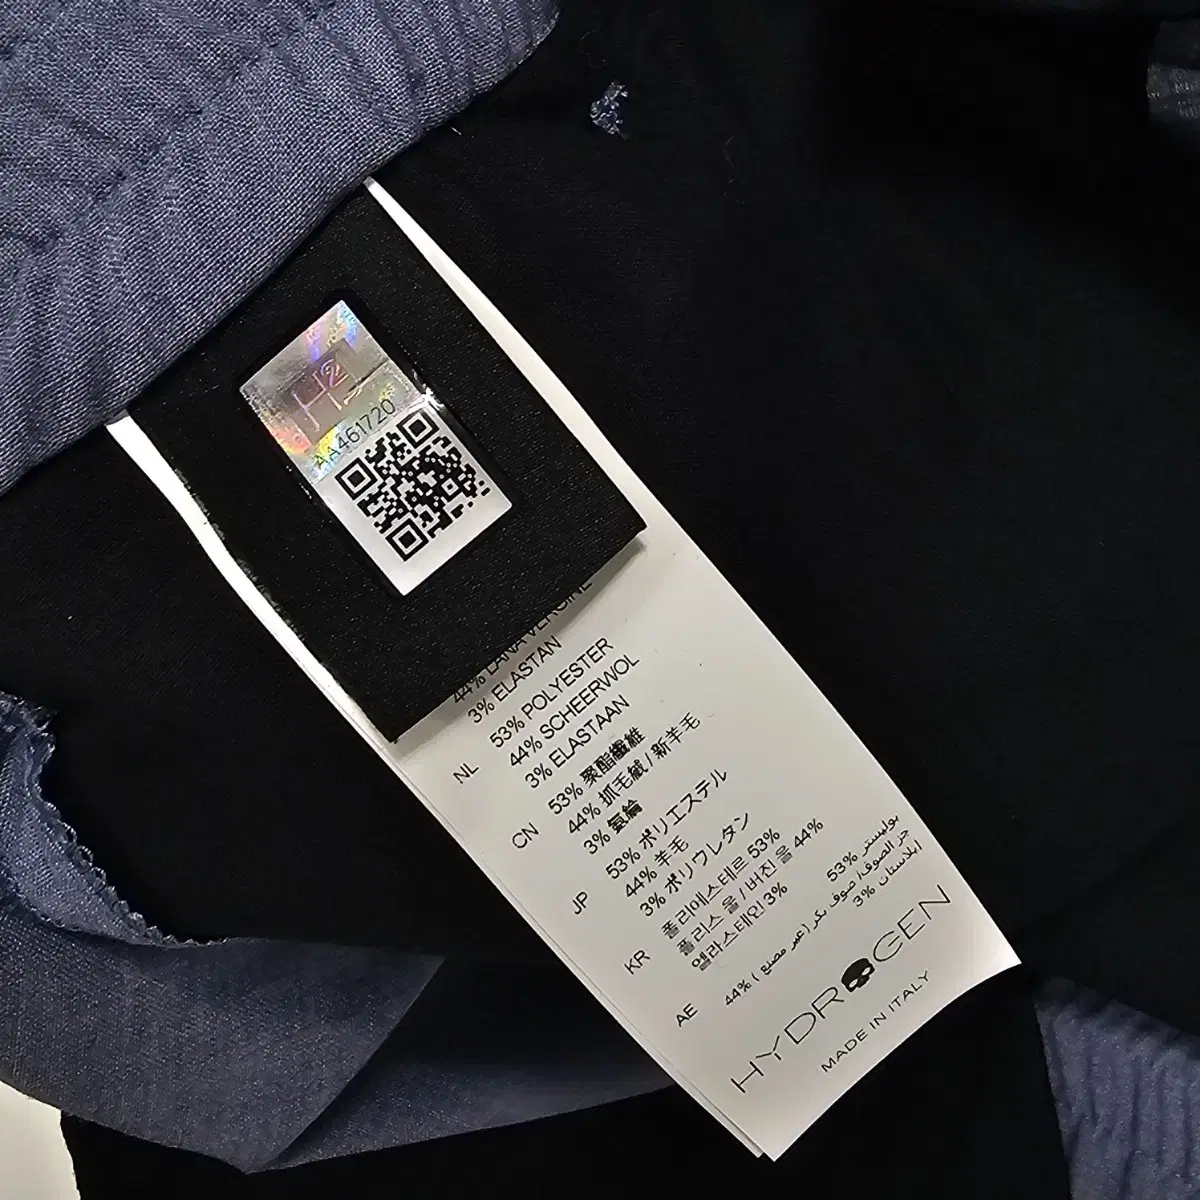 H2
AA461720
44% LANA VERGINE
3% ELASTAN
NL
53% POLYESTER
44% SCHEERWOL
3% ELASTAAN
CN
53% 聚酯纖維
44% 抓毛絨 / 新羊毛
3% 氨綸
JP
53% ポリエステル
44% 羊毛
3% ポリウレタン
KR
폴리에스테르 53%
플리스 울 / 버진 울 44%
엘라스테인 3%
AE
بوليستر 53%
جز الصوف/ صوف بكر (غير مصنع ) 44%
ايلاستان 3%
HYDROGEN
MADE IN ITALY